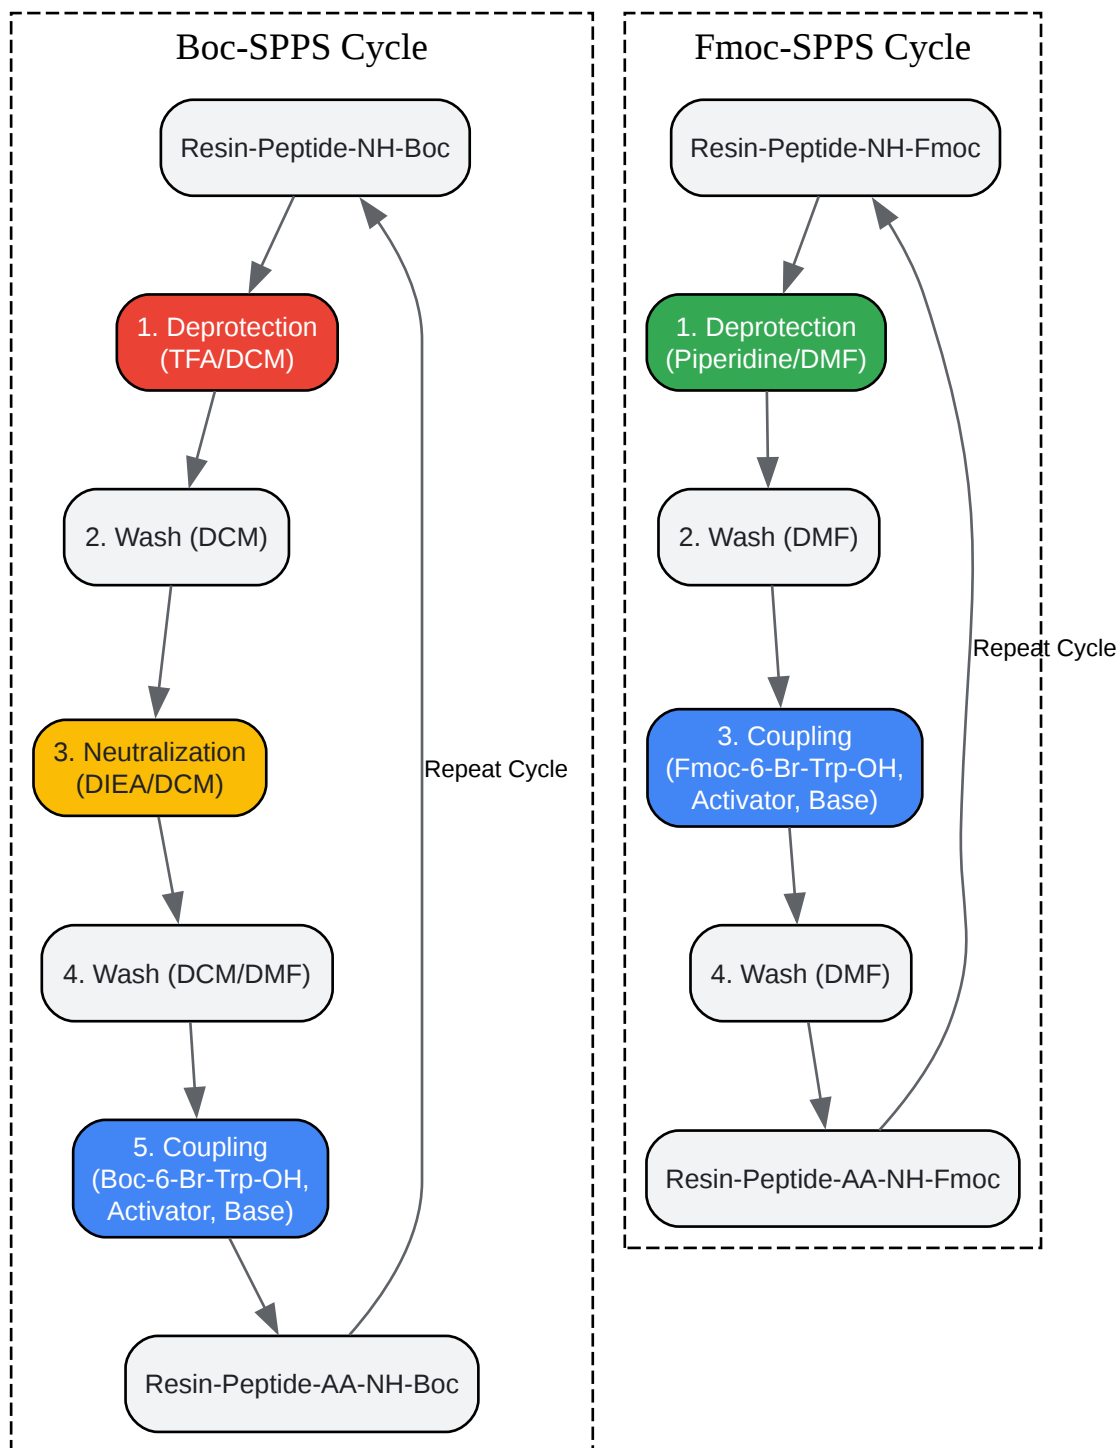 Boc-SPPS Cycle
Resin-Peptide-NH-Boc
1. Deprotection
(TFA/DCM)
2. Wash (DCM)
3. Neutralization
(DIEA/DCM)
Repeat Cycle
4. Wash (DCM/DMF)
5. Coupling
(Boc-6-Br-Trp-OH,
Activator, Base)
Resin-Peptide-AA-NH-Boc
Fmoc-SPPS Cycle
Resin-Peptide-NH-Fmoc
1. Deprotection
(Piperidine/DMF)
2. Wash (DMF)
Repeat Cycle
3. Coupling
(Fmoc-6-Br-Trp-OH,
Activator, Base)
4. Wash (DMF)
Resin-Peptide-AA-NH-Fmoc